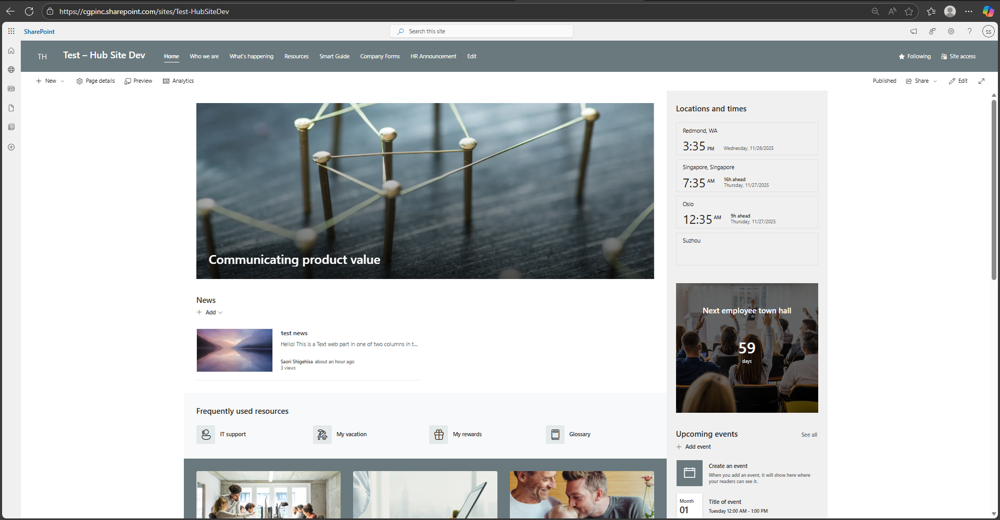 https://cgpinc.sharepoint.com/sites/Test-HubSiteDev
SharePoint
Search this site
SS
TH
Test – Hub Site Dev
Home
Who we are
What's happening
Resources
Smart Guide
Company Forms
HR Announcement
Edit
Following
Site access
New
Page details
Preview
Analytics
Published
Share
Edit
Communicating product value
News
Add
test news
Hello! This is a Text web part in one of two columns in t...
Saori Shigehisa about an hour ago
3 views
Frequently used resources
IT support
My vacation
My rewards
Glossary
Locations and times
Redmond, WA
3:35 PM Wednesday, 11/26/2025
Singapore, Singapore
7:35 AM 16h ahead
Thursday, 11/27/2025
Oslo
12:35 AM 9h ahead
Thursday, 11/27/2025
Suzhou
Next employee town hall
59
days
Upcoming events
See all
Add event
Create an event
When you add an event, it will show here where
your readers can see it.
Month
01
Title of event
Tuesday 12:00 AM - 1:00 PM